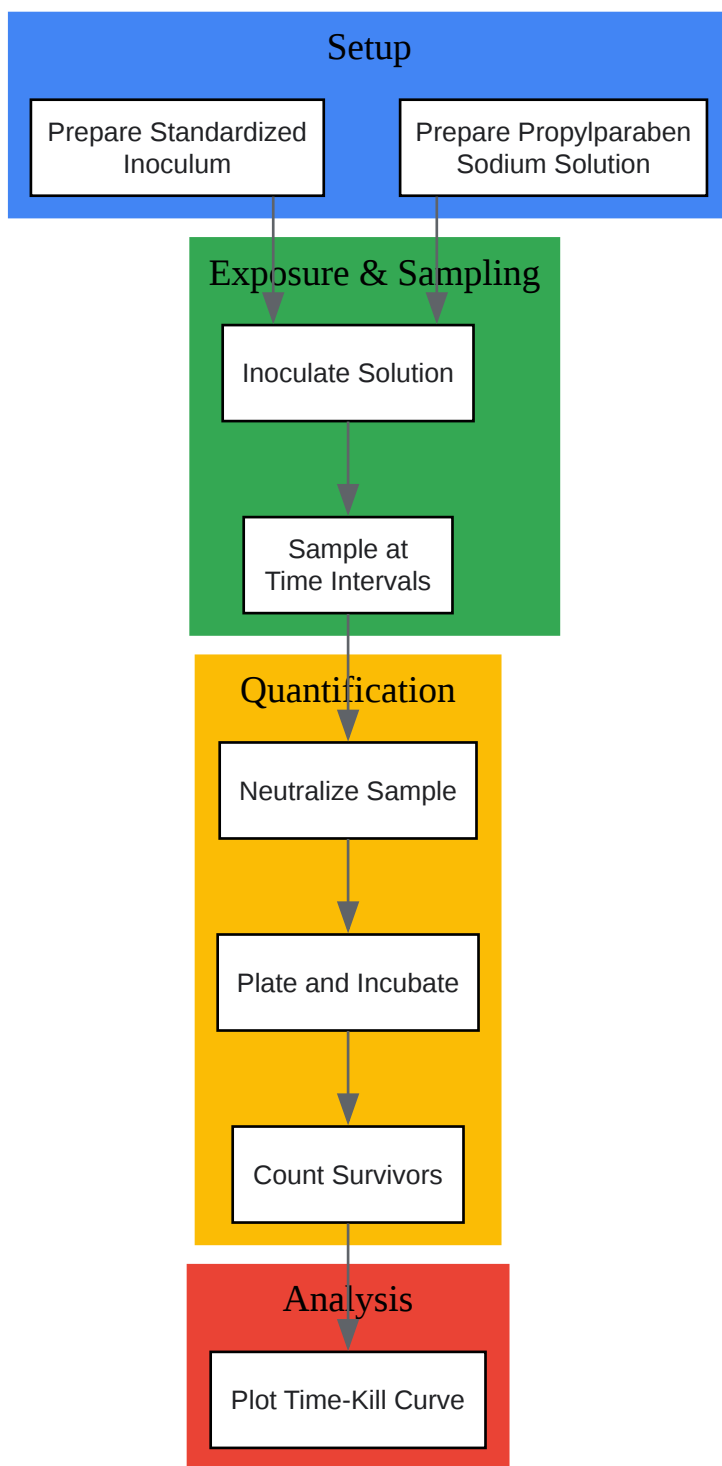 Setup
Prepare Standardized
Inoculum
Prepare Propylparaben
Sodium Solution
Exposure & Sampling
Inoculate Solution
Sample at
Time Intervals
Quantification
Neutralize Sample
Plate and Incubate
Count Survivors
Analysis
Plot Time-Kill Curve